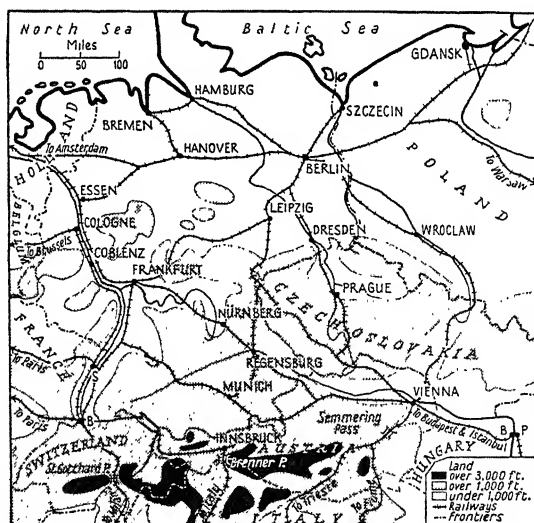 North Sea
Baltic Sea
Miles
0 50 100
GDANSK
HAMBURG
SZCZECIN
BREMEN
HOLLAND
To Amsterdam
HANOVER
BERLIN
POLAND
To Warsaw
ESSEN
BELGIUM
COLOGNE
LEIPZIG
DRESDEN
WROCLAW
To Brussels
COBLENZ
FRANKFURT
PRAGUE
CZECHOSLOVAKIA
NÜRNBERG
FRANCE
REGENSBURG
To Paris
S
MUNICH
VIENNA
To Paris
B
Semmering
Pass
To Budapest & Istanbul
B P
SWITZERLAND
INNSBRUCK
AUSTRIA
HUNGARY
St. Gotthard P.
Brenner P.
To Trieste
ITALY
Land
over 3,000 ft.
over 1,000 ft.
under 1,000 ft.
Railways
Frontiers